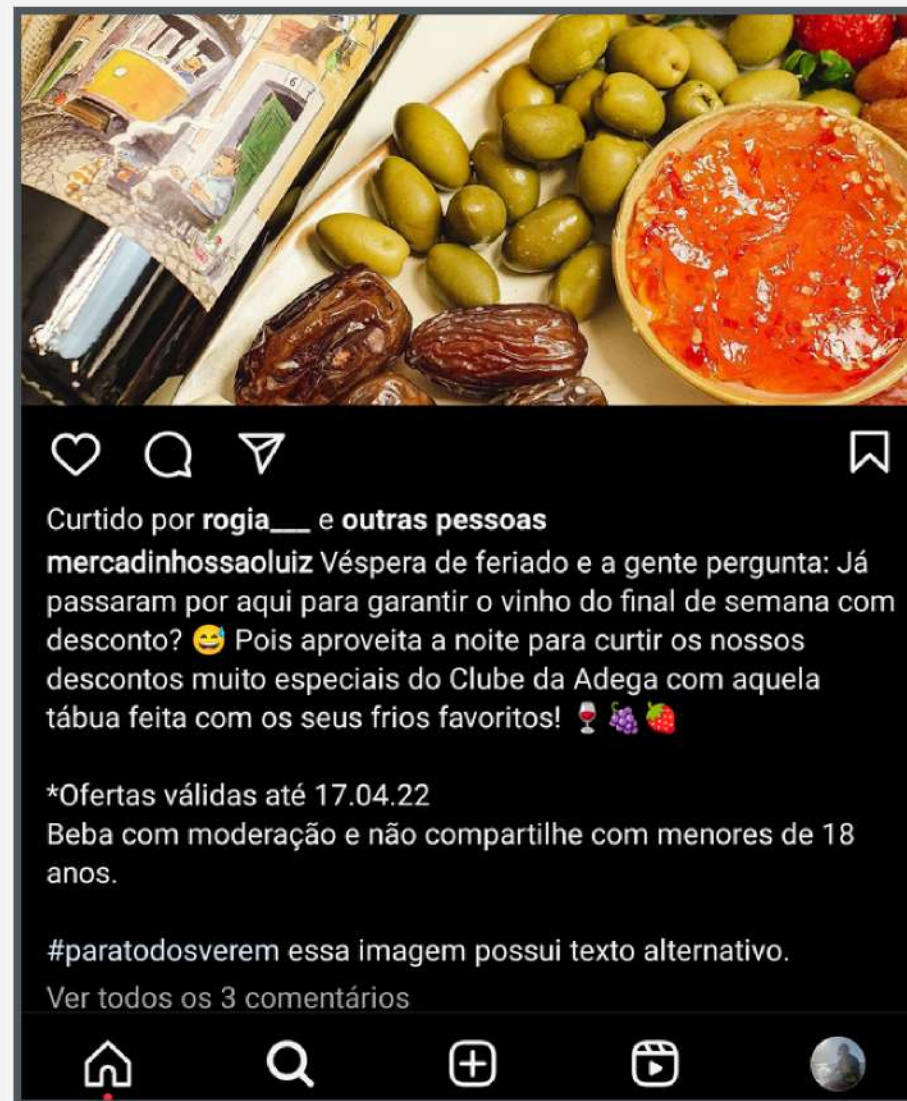 6
Curtido por rogia___ e outras pessoas
mercadinhossaoluiz Véspera de feriado e a gente pergunta: Já
passaram por aqui para garantir o vinho do final de semana com
desconto? 😅 Pois aproveita a noite para curtir os nossos
descontos muito especiais do Clube da Adega com aquela
tábua feita com os seus frios favoritos! 🍷🍇🍓
*Ofertas válidas até 17.04.22
Beba com moderação e não compartilhe com menores de 18
anos.
#paratodosverem essa imagem possui texto alternativo.
Ver todos os 3 comentários